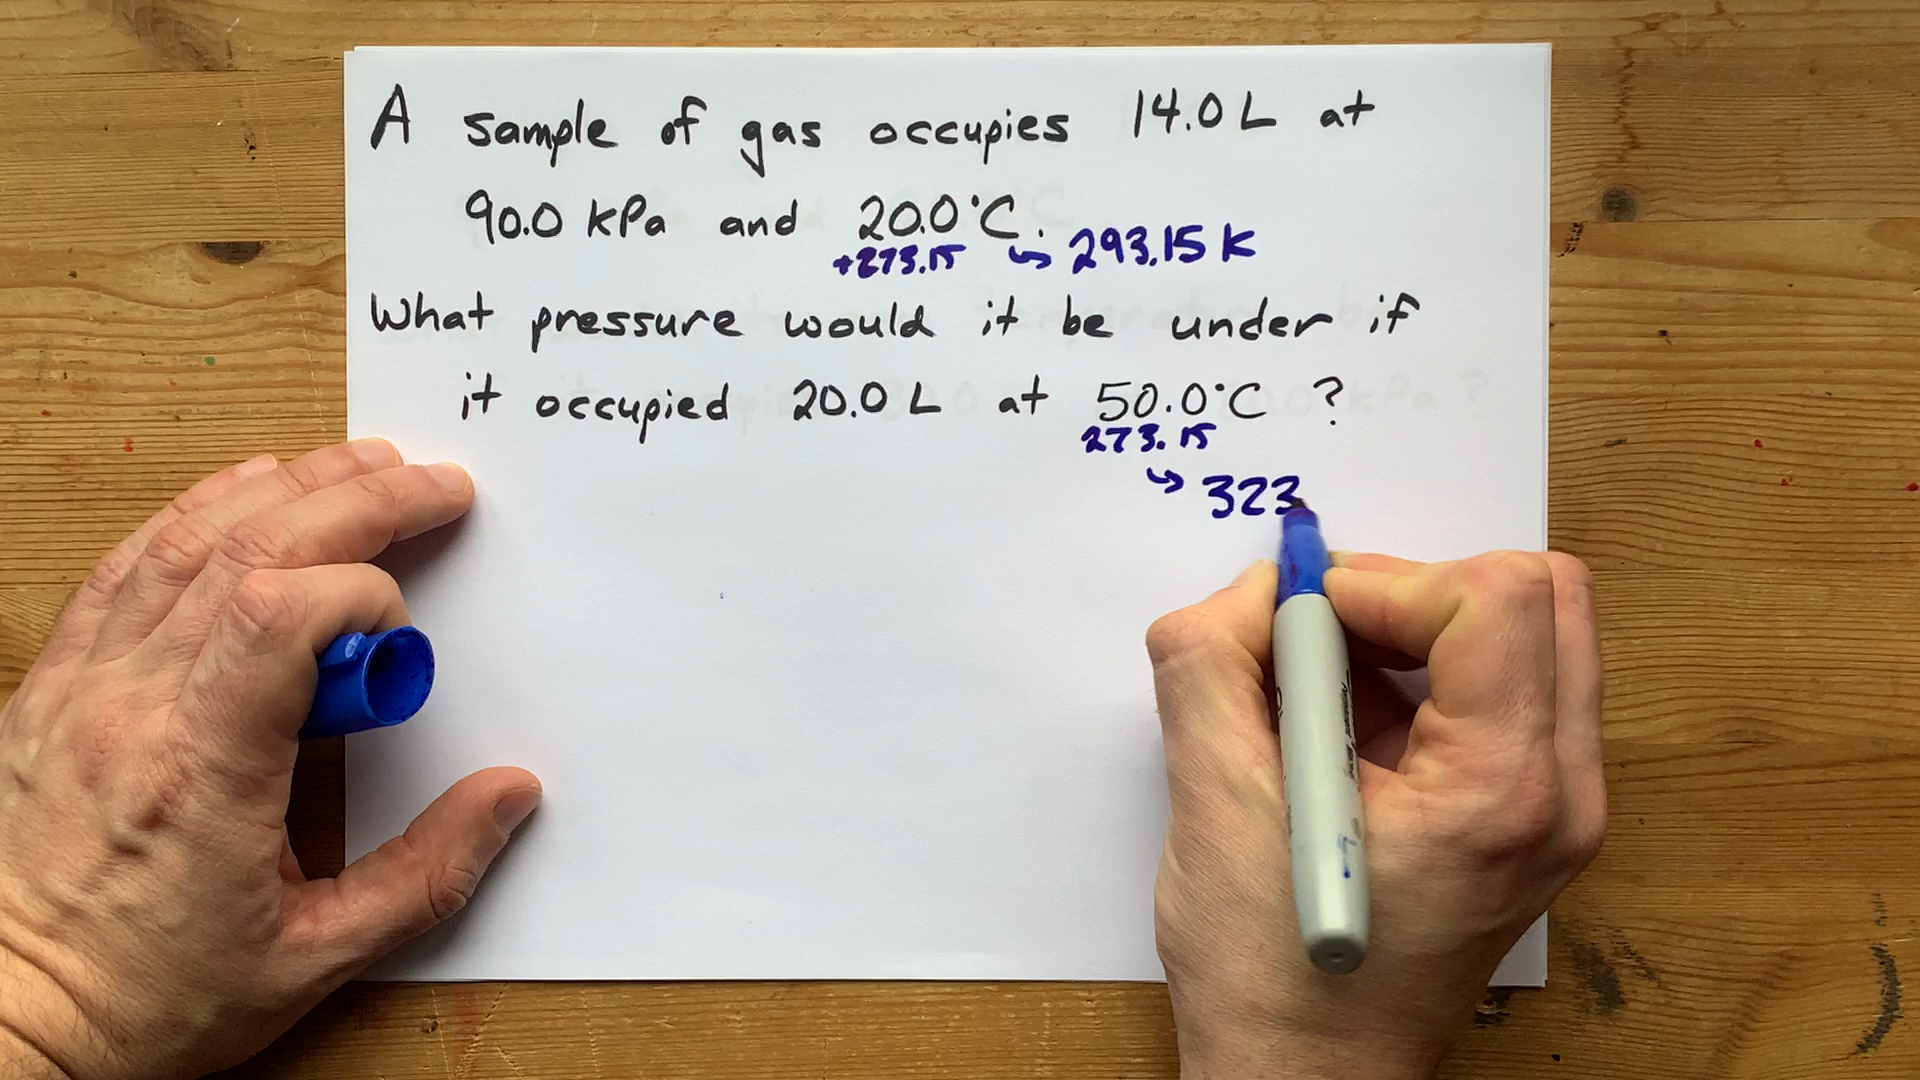 A sample of gas occupies 14.0 L at
90.0 kPa and 20.0°C.
+273.15 ↪ 293.15 K
What pressure would it be under if
it occupied 20.0 L at 50.0°C ?
273.15
↪ 323